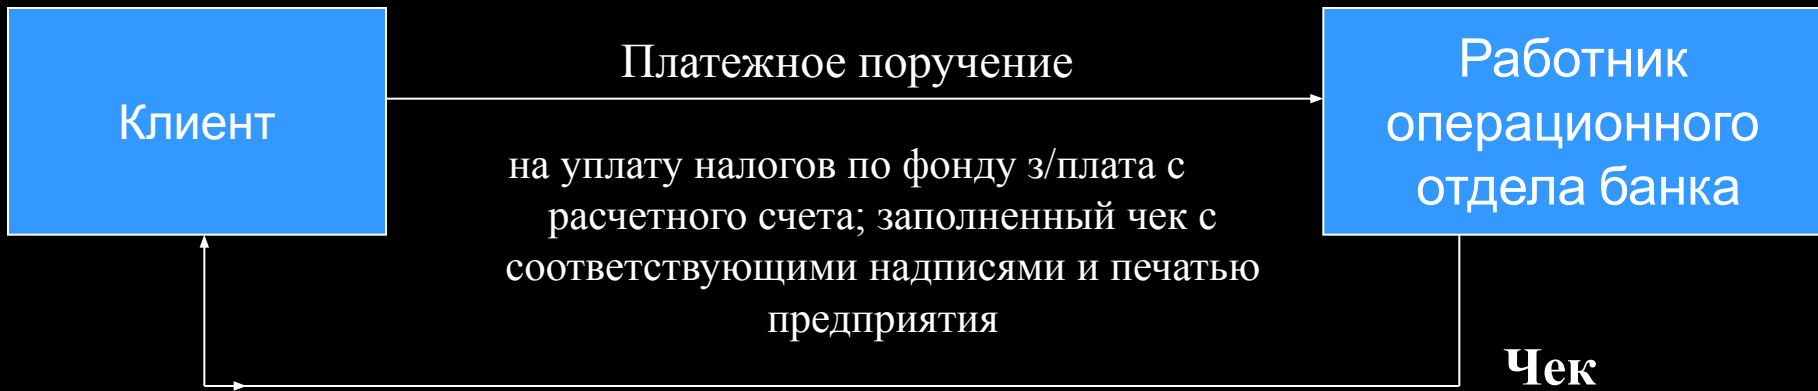 Клиент
Платежное поручение
на уплату налогов по фонду з/плата с
расчетного счета; заполненный чек с
соответствующими надписями и печатью
предприятия
Работник
операционного
отдела банка
Чек